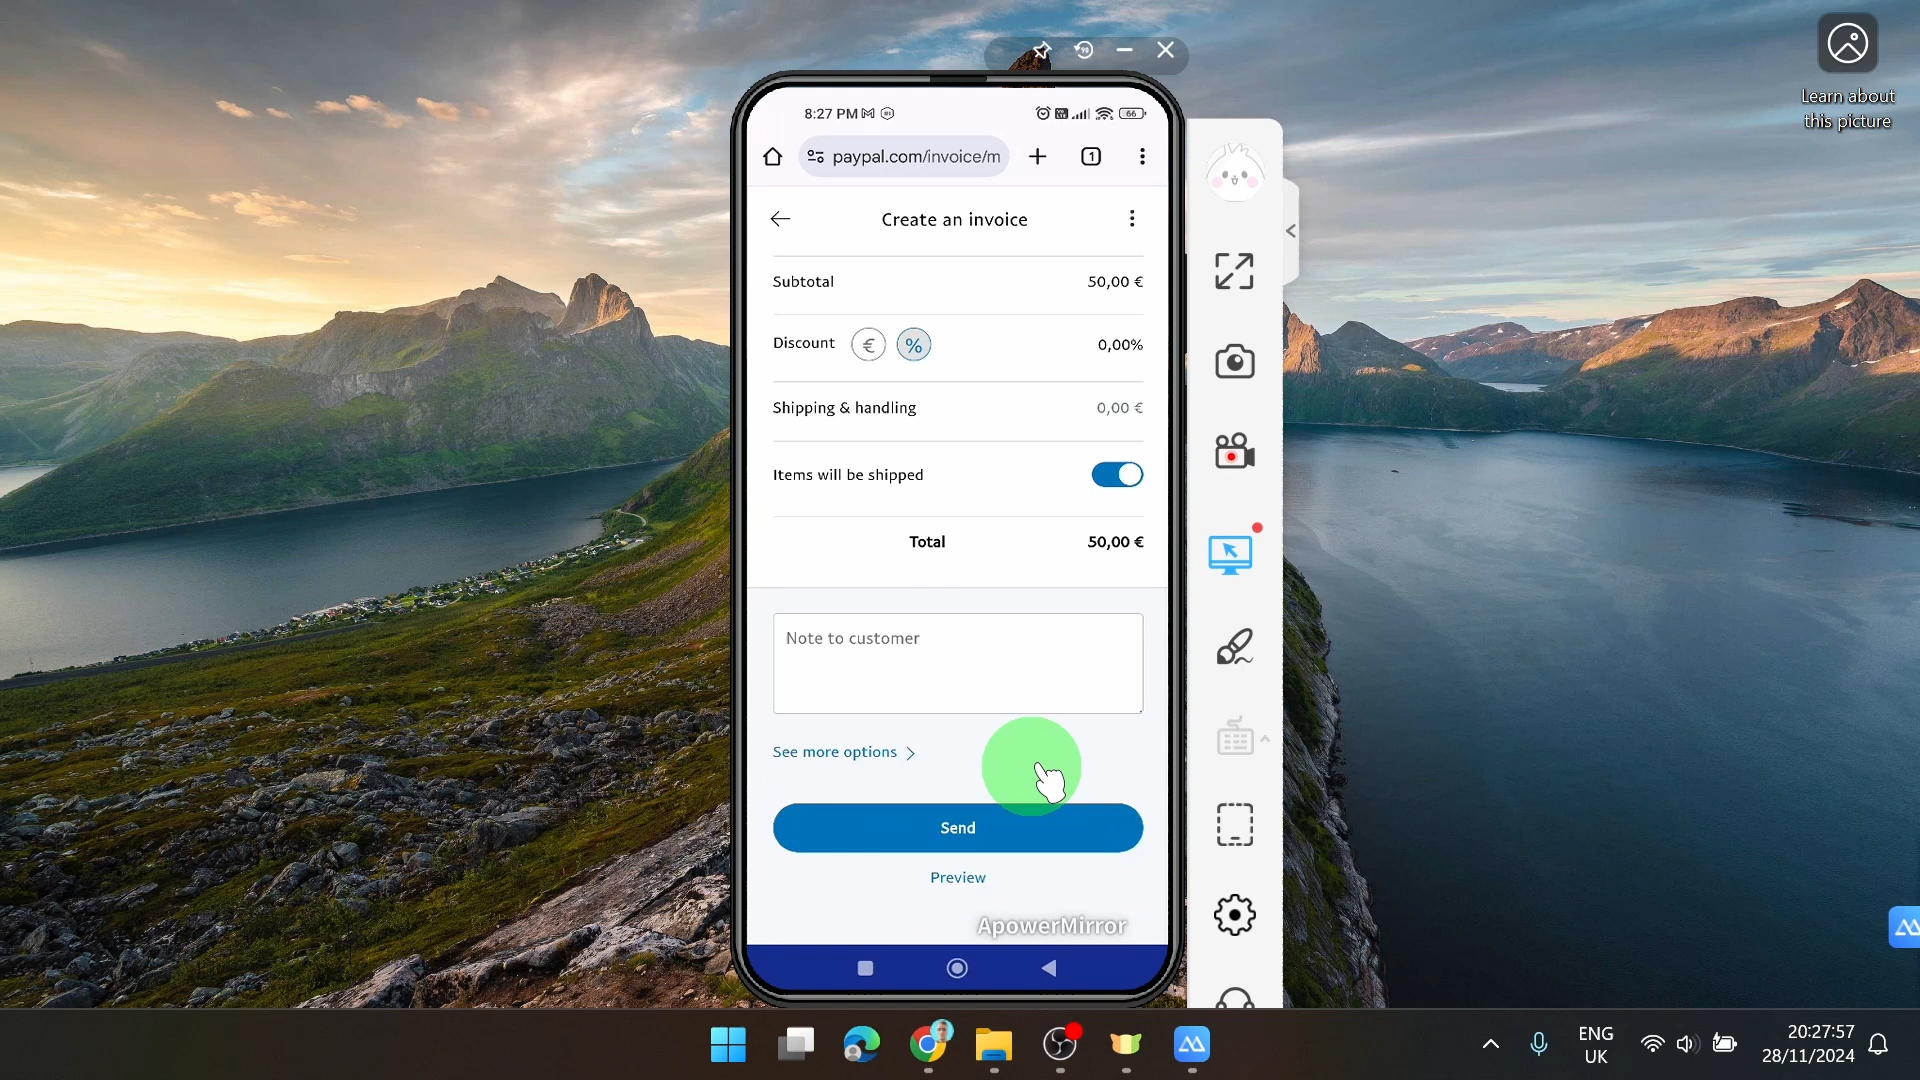 Learn about
this picture
8:27 PM
66
paypal.com/invoice/m
1
Create an invoice
Subtotal
50,00 €
Discount
€
%
0,00%
Shipping & handling
0,00 €
Items will be shipped
Total
50,00 €
Note to customer
See more options
Send
Preview
ApowerMirror
ENG
UK
20:27:57
28/11/2024